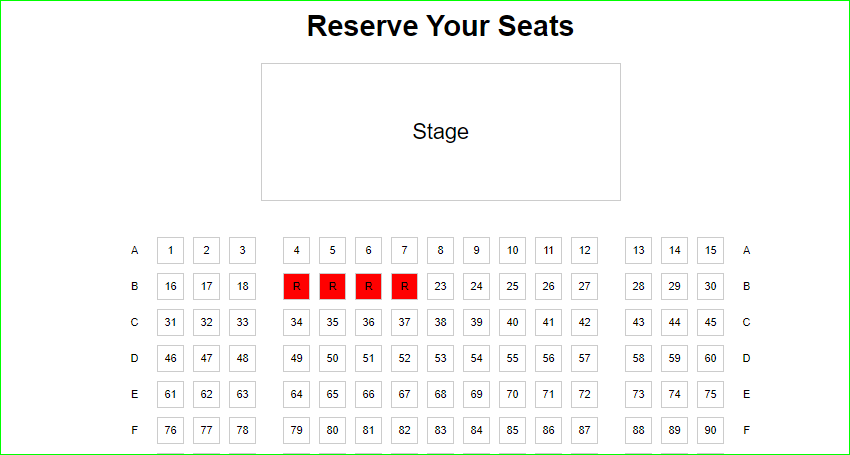 Reserve Your Seats
Stage
A 1 2 3 4 5 6 7 8 9 10 11 12 13 14 15 A
B 16 17 18 R R R R 23 24 25 26 27 28 29 30 B
C 31 32 33 34 35 36 37 38 39 40 41 42 43 44 45 C
D 46 47 48 49 50 51 52 53 54 55 56 57 58 59 60 D
E 61 62 63 64 65 66 67 68 69 70 71 72 73 74 75 E
F 76 77 78 79 80 81 82 83 84 85 86 87 88 89 90 F